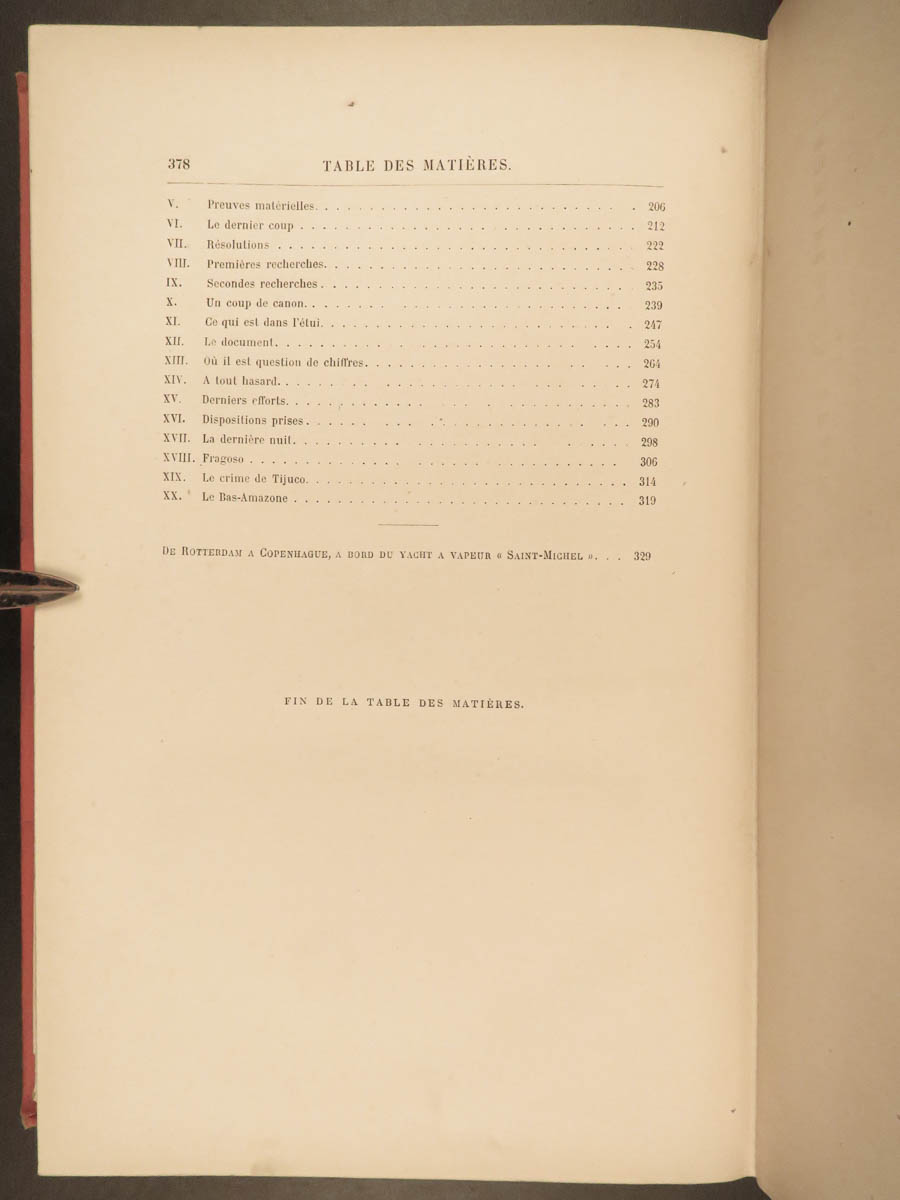 378 TABLE DES MATIÈRES.
V. Preuves matérielles. . . . . . . . . . . . . . . . . . . . . . . . . . . 206
VI. Le dernier coup . . . . . . . . . . . . . . . . . . . . . . . . . . . 212
VII. Résolutions . . . . . . . . . . . . . . . . . . . . . . . . . . . 222
VIII. Premières recherches. . . . . . . . . . . . . . . . . . . . . . . . . . 228
IX. Secondes recherches . . . . . . . . . . . . . . . . . . . . . . . . . . 235
X. Un coup de canon. . . . . . . . . . . . . . . . . . . . . . . . . . . 239
XI. Ce qui est dans l'étui. . . . . . . . . . . . . . . . . . . . . . . . . . 247
XII. Le document. . . . . . . . . . . . . . . . . . . . . . . . . . . 254
XIII. Où il est question de chiffres. . . . . . . . . . . . . . . . . . . . . . . 264
XIV. A tout hasard. . . . . . . . . . . . . . . . . . . . . . . . . . . 274
XV. Derniers efforts. . . . . . . . . . . . . . . . . . . . . . . . . . . 283
XVI. Dispositions prises . . . . . . . . . . . . . . . . . . . . . . . . . . 290
XVII. La dernière nuit. . . . . . . . . . . . . . . . . . . . . . . . . . 298
XVIII. Fragoso . . . . . . . . . . . . . . . . . . . . . . . . . . . 306
XIX. Le crime de Tijuco. . . . . . . . . . . . . . . . . . . . . . . . . . 314
XX. Le Bas-Amazone . . . . . . . . . . . . . . . . . . . . . . . . . . 319
DE ROTTERDAM A COPENHAGUE, A BORD DU YACHT A VAPEUR « SAINT-MICHEL ». . . 329
FIN DE LA TABLE DES MATIÈRES.